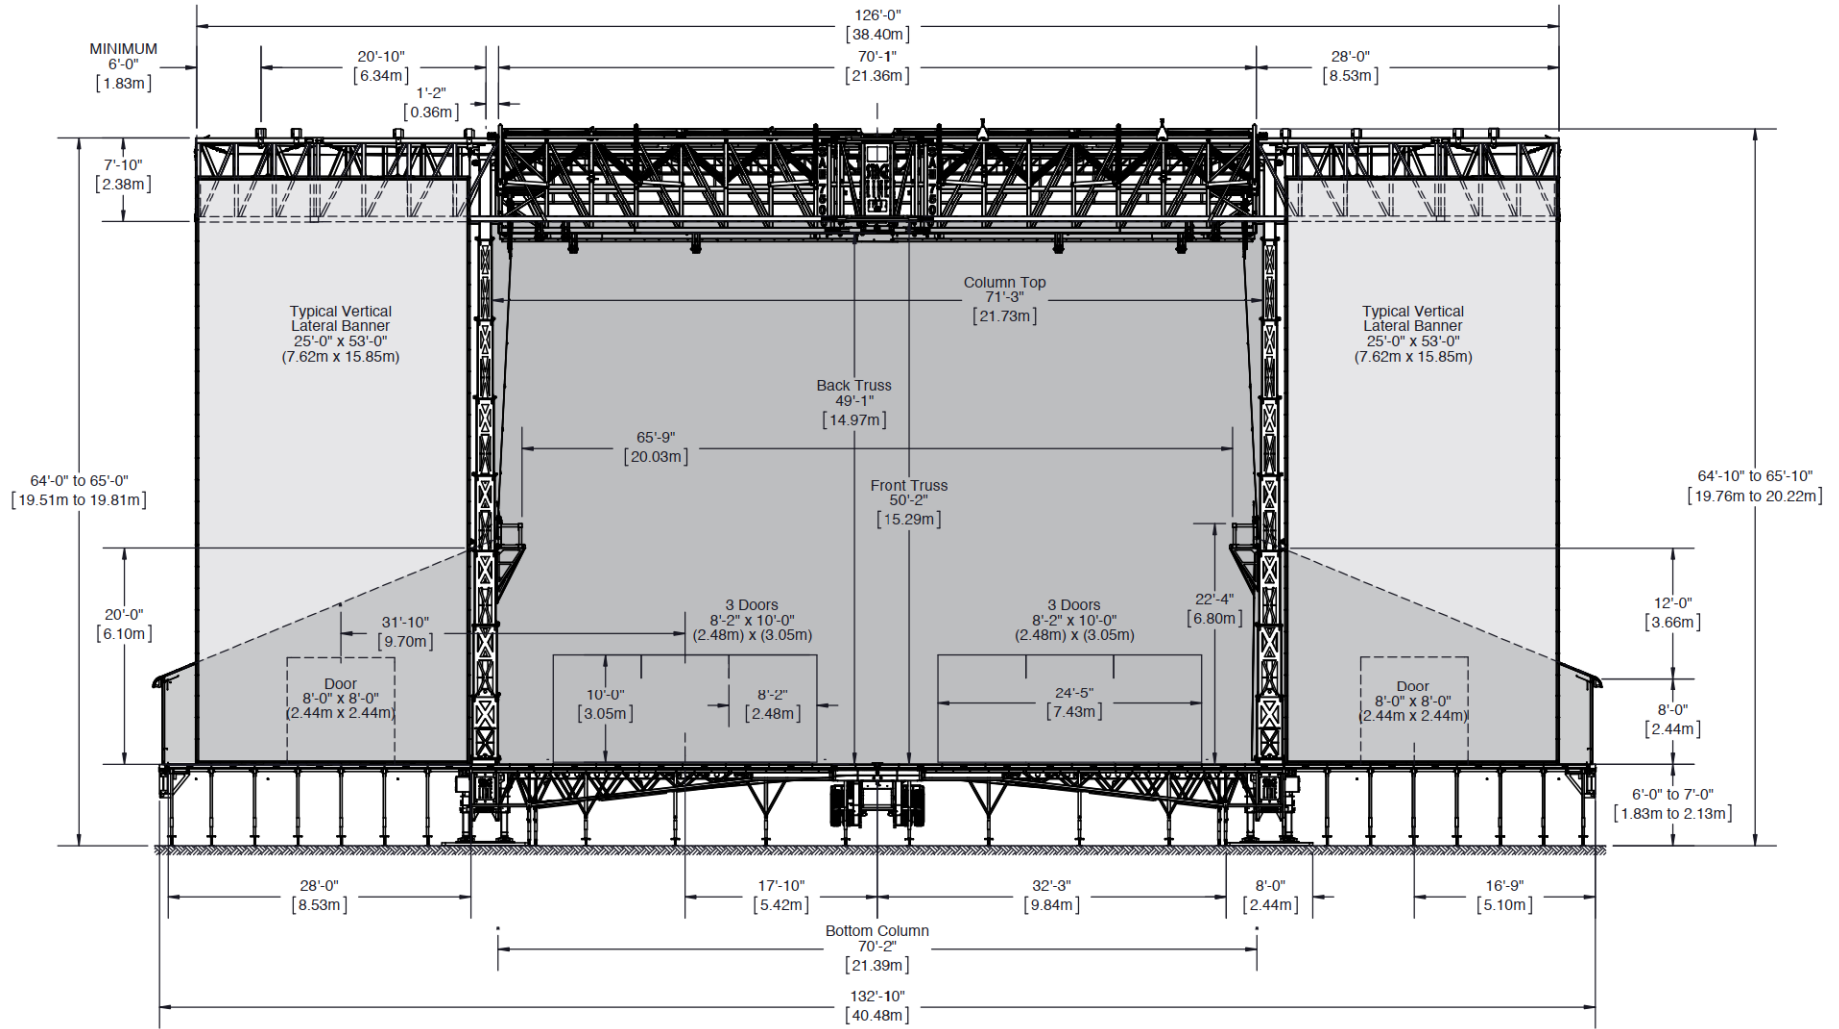 126'-0"
[38.40m]
MINIMUM
6'-0"
[1.83m]
20'-10"
[6.34m]
70'-1"
[21.36m]
28'-0"
[8.53m]
1'-2"
[0.36m]
7'-10"
[2.38m]
Column Top
71'-3"
[21.73m]
Typical Vertical
Lateral Banner
25'-0" x 53'-0"
(7.62m x 15.85m)
Typical Vertical
Lateral Banner
25'-0" x 53'-0"
(7.62m x 15.85m)
Back Truss
49'-1"
[14.97m]
65'-9"
[20.03m]
64'-0" to 65'-0"
[19.51m to 19.81m]
Front Truss
50'-2"
[15.29m]
64'-10" to 65'-10"
[19.76m to 20.22m]
20'-0"
[6.10m]
31'-10"
[9.70m]
3 Doors
8'-2" x 10'-0"
(2.48m) x (3.05m)
3 Doors
8'-2" x 10'-0"
(2.48m) x (3.05m)
22'-4"
[6.80m]
12'-0"
[3.66m]
Door
8'-0" x 8'-0"
(2.44m x 2.44m)
10'-0"
[3.05m]
8'-2"
[2.48m]
24'-5"
[7.43m]
Door
8'-0" x 8'-0"
(2.44m x 2.44m)
8'-0"
[2.44m]
6'-0" to 7'-0"
[1.83m to 2.13m]
28'-0"
[8.53m]
17'-10"
[5.42m]
32'-3"
[9.84m]
8'-0"
[2.44m]
16'-9"
[5.10m]
Bottom Column
70'-2"
[21.39m]
132'-10"
[40.48m]